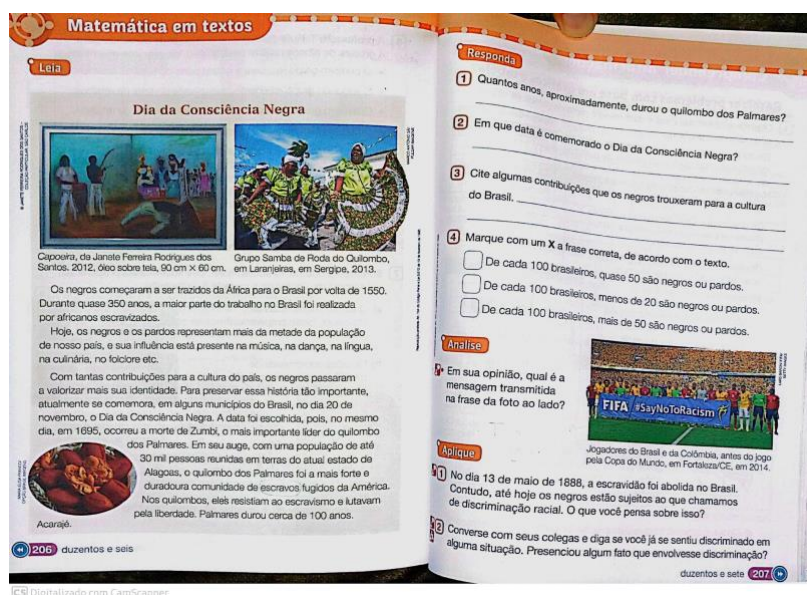 Matemática em textos
Leia
Dia da Consciência Negra
Capoeira, da Janete Ferreira Rodrigues dos
Santos. 2012, óleo sobre tela, 90 cm × 60 cm.
Grupo Samba de Roda do Quilombo,
em Laranjeiras, em Sergipe, 2013.
Os negros começaram a ser trazidos da África para o Brasil por volta de 1550.
Durante quase 350 anos, a maior parte do trabalho no Brasil foi realizada
por africanos escravizados.
Hoje, os negros e os pardos representam mais da metade da população
de nosso país, e sua influência está presente na música, na dança, na língua,
na culinária, no folclore etc.
Com tantas contribuições para a cultura do país, os negros passaram
a valorizar mais sua identidade. Para preservar essa história tão importante,
atualmente se comemora, em alguns municípios do Brasil, no dia 20 de
novembro, o Dia da Consciência Negra. A data foi escolhida, pois, no mesmo
dia, em 1695, ocorreu a morte de Zumbi, o mais importante líder do quilombo
dos Palmares. Em seu auge, com uma população de até
30 mil pessoas reunidas em terras do atual estado de
Alagoas, o quilombo dos Palmares foi a mais forte e
duradoura comunidade de escravos fugidos da América.
Nos quilombos, eles resistiam ao escravismo e lutavam
pela liberdade. Palmares durou cerca de 100 anos.
Acarajé.
206 duzentos e seis
Responda
1 Quantos anos, aproximadamente, durou o quilombo dos Palmares?
2 Em que data é comemorado o Dia da Consciência Negra?
3 Cite algumas contribuições que os negros trouxeram para a cultura
do Brasil.
4 Marque com um X a frase correta, de acordo com o texto.
De cada 100 brasileiros, quase 50 são negros ou pardos.
De cada 100 brasileiros, menos de 20 são negros ou pardos.
De cada 100 brasileiros, mais de 50 são negros ou pardos.
Analise
Em sua opinião, qual é a
mensagem transmitida
na frase da foto ao lado?
FIFA #SayNoToRacism
Jogadores do Brasil e da Colômbia, antes do jogo
pela Copa do Mundo, em Fortaleza/CE, em 2014.
Aplique
1 No dia 13 de maio de 1888, a escravidão foi abolida no Brasil.
Contudo, até hoje os negros estão sujeitos ao que chamamos
de discriminação racial. O que você pensa sobre isso?
2 Converse com seus colegas e diga se você já se sentiu discriminado em
alguma situação. Presenciou algum fato que envolvesse discriminação?
duzentos e sete 207
CS Digitalizado com CamScanner